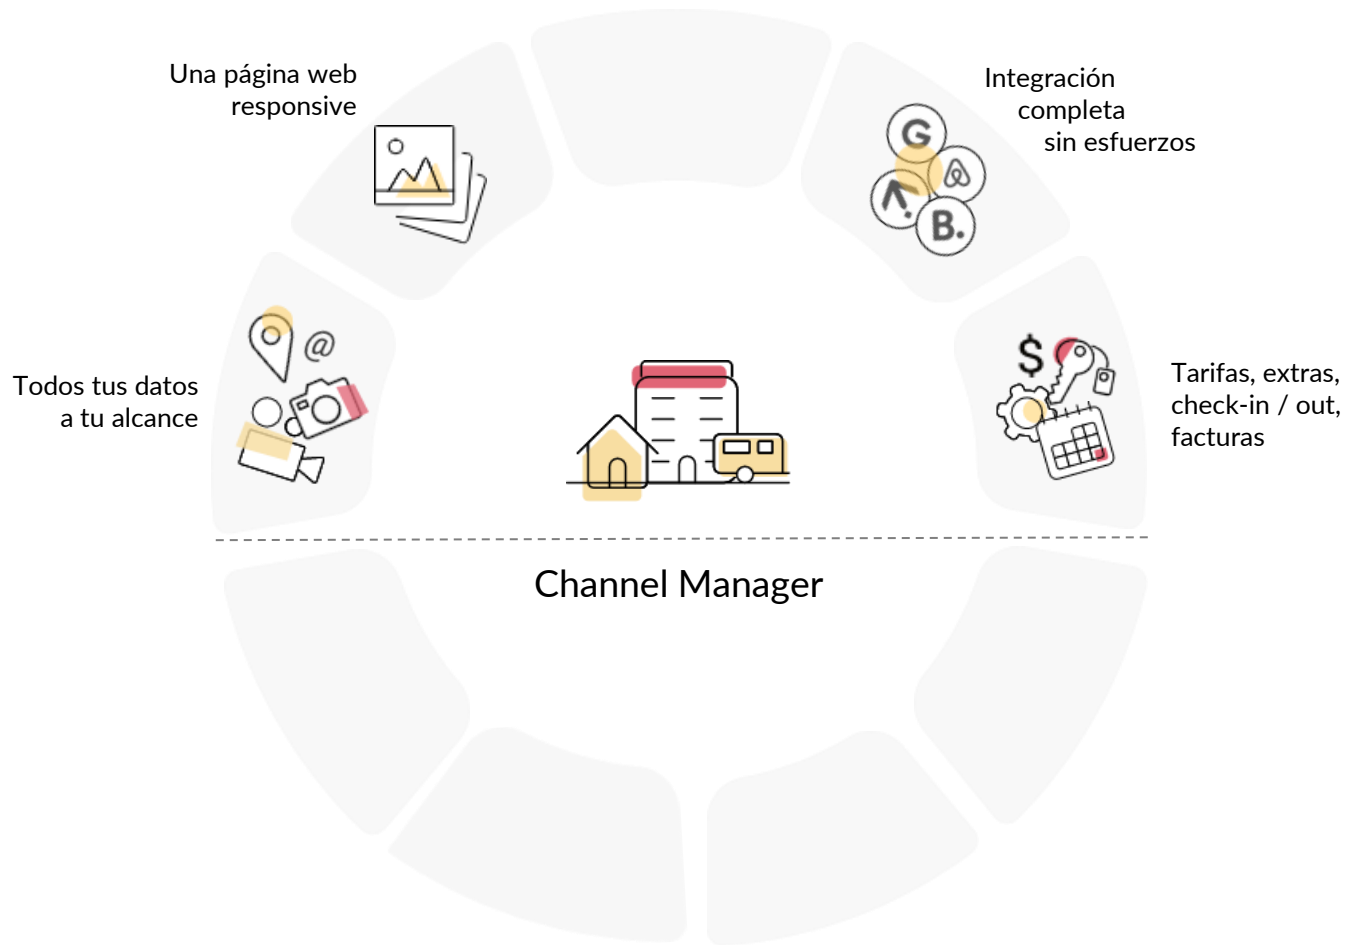 Una página web
responsive
Integración
completa
sin esfuerzos
G
B.
@
$
Todos tus datos
a tu alcance
Tarifas, extras,
check-in / out,
facturas
Channel Manager